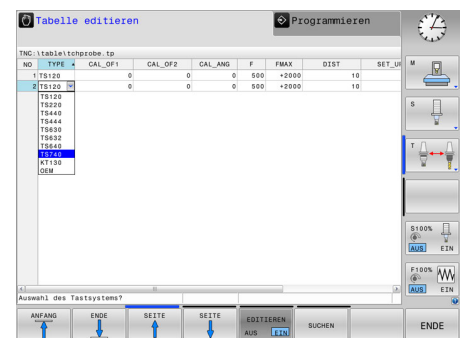 Tabelle editieren
Programmieren
TNC:\table\tchprobe.tp
NO TYPE CAL_OF1 CAL_OF2 CAL_ANG F FMAX DIST SET_UP
1 TS120 0 0 0 500 +2000 10
2 TS120 0 0 0 500 +2000 10
TS120
TS220
TS440
TS444
TS630
TS632
TS640
TS740
KT130
OEM
Auswahl des Tastsystems?
M
S
T
S100%
AUS EIN
F100%
AUS EIN
ANFANG
ENDE
SEITE
SEITE
EDITIEREN
AUS EIN
SUCHEN
ENDE